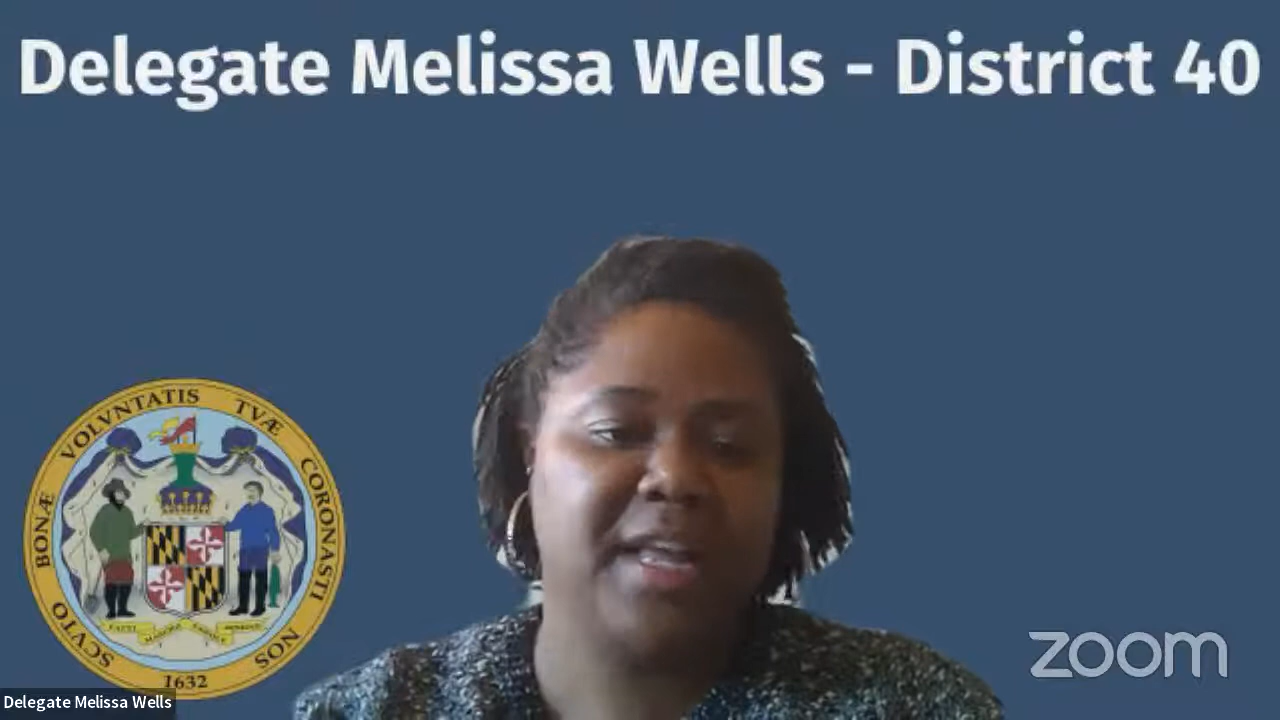 Delegate Melissa Wells - District 40
SCVTO BONÆ VOLVNTATIS TVÆ CORONASTI NOS
1632
zoom
Delegate Melissa Wells